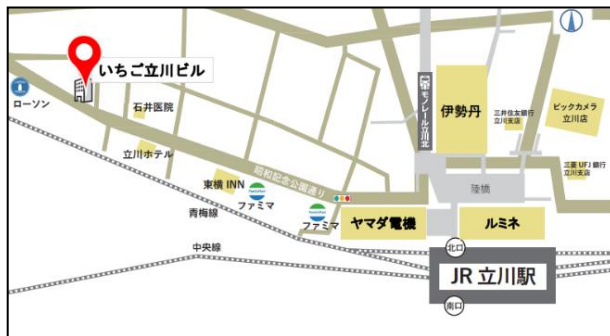 いちご立川ビル
ローソン
石井医院
立川ホテル
東横 INN
昭和記念公園通り
ファミマ
ファミマ
青梅線
中央線
モノレール立川北
伊勢丹
三井住友銀行
立川支店
ビックカメラ
立川店
三菱 UFJ 銀行
立川支店
陸橋
ヤマダ電機
ルミネ
北口
JR 立川駅
南口